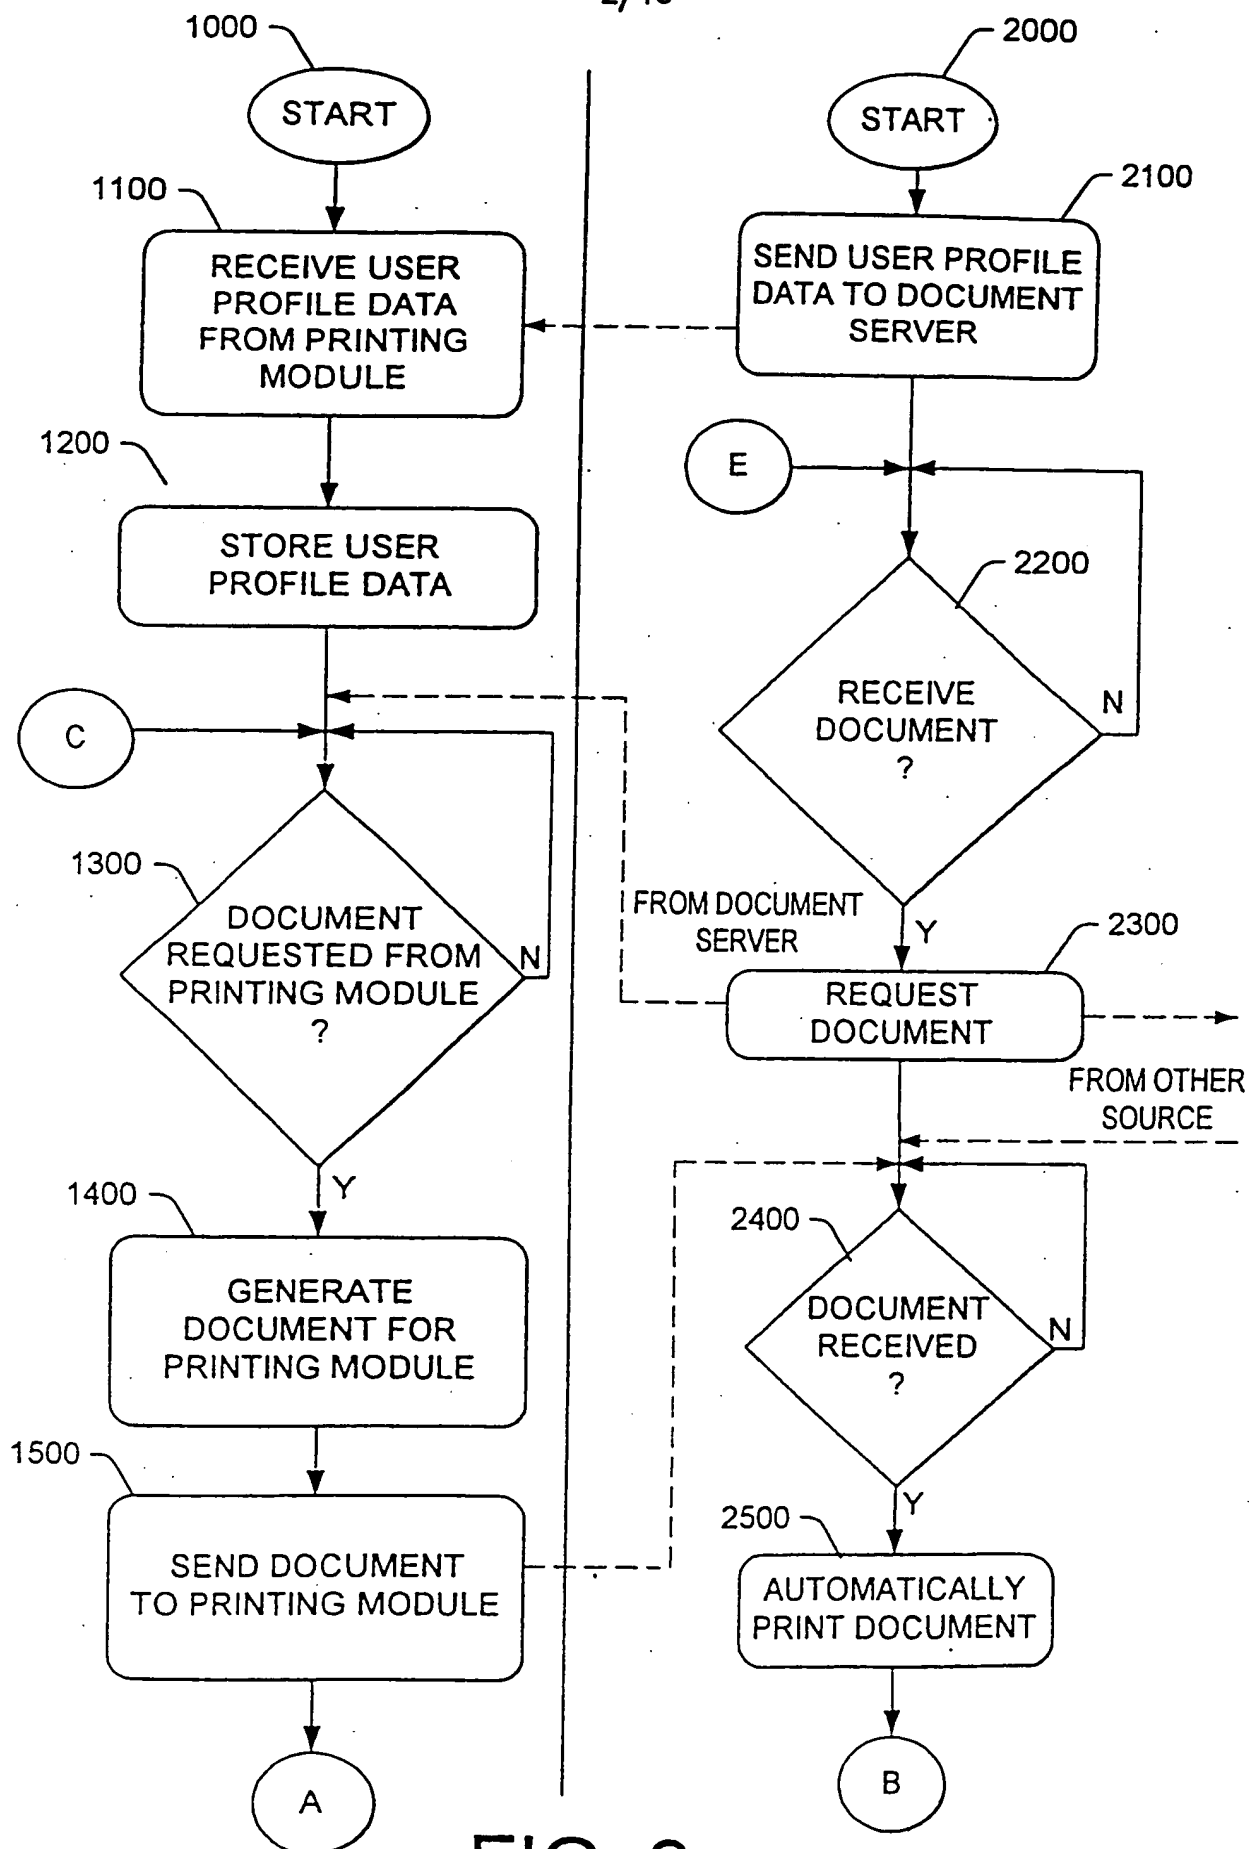 1000
START
1100
RECEIVE USER
PROFILE DATA
FROM PRINTING
MODULE
1200
STORE USER
PROFILE DATA
C
1300
DOCUMENT
REQUESTED FROM
PRINTING MODULE
?
N
Y
1400
GENERATE
DOCUMENT FOR
PRINTING MODULE
1500
SEND DOCUMENT
TO PRINTING MODULE
A
2000
START
2100
SEND USER PROFILE
DATA TO DOCUMENT
SERVER
E
2200
RECEIVE
DOCUMENT
?
N
Y
FROM DOCUMENT
SERVER
2300
REQUEST
DOCUMENT
FROM OTHER
SOURCE
2400
DOCUMENT
RECEIVED
?
N
Y
2500
AUTOMATICALLY
PRINT DOCUMENT
B
FIG.